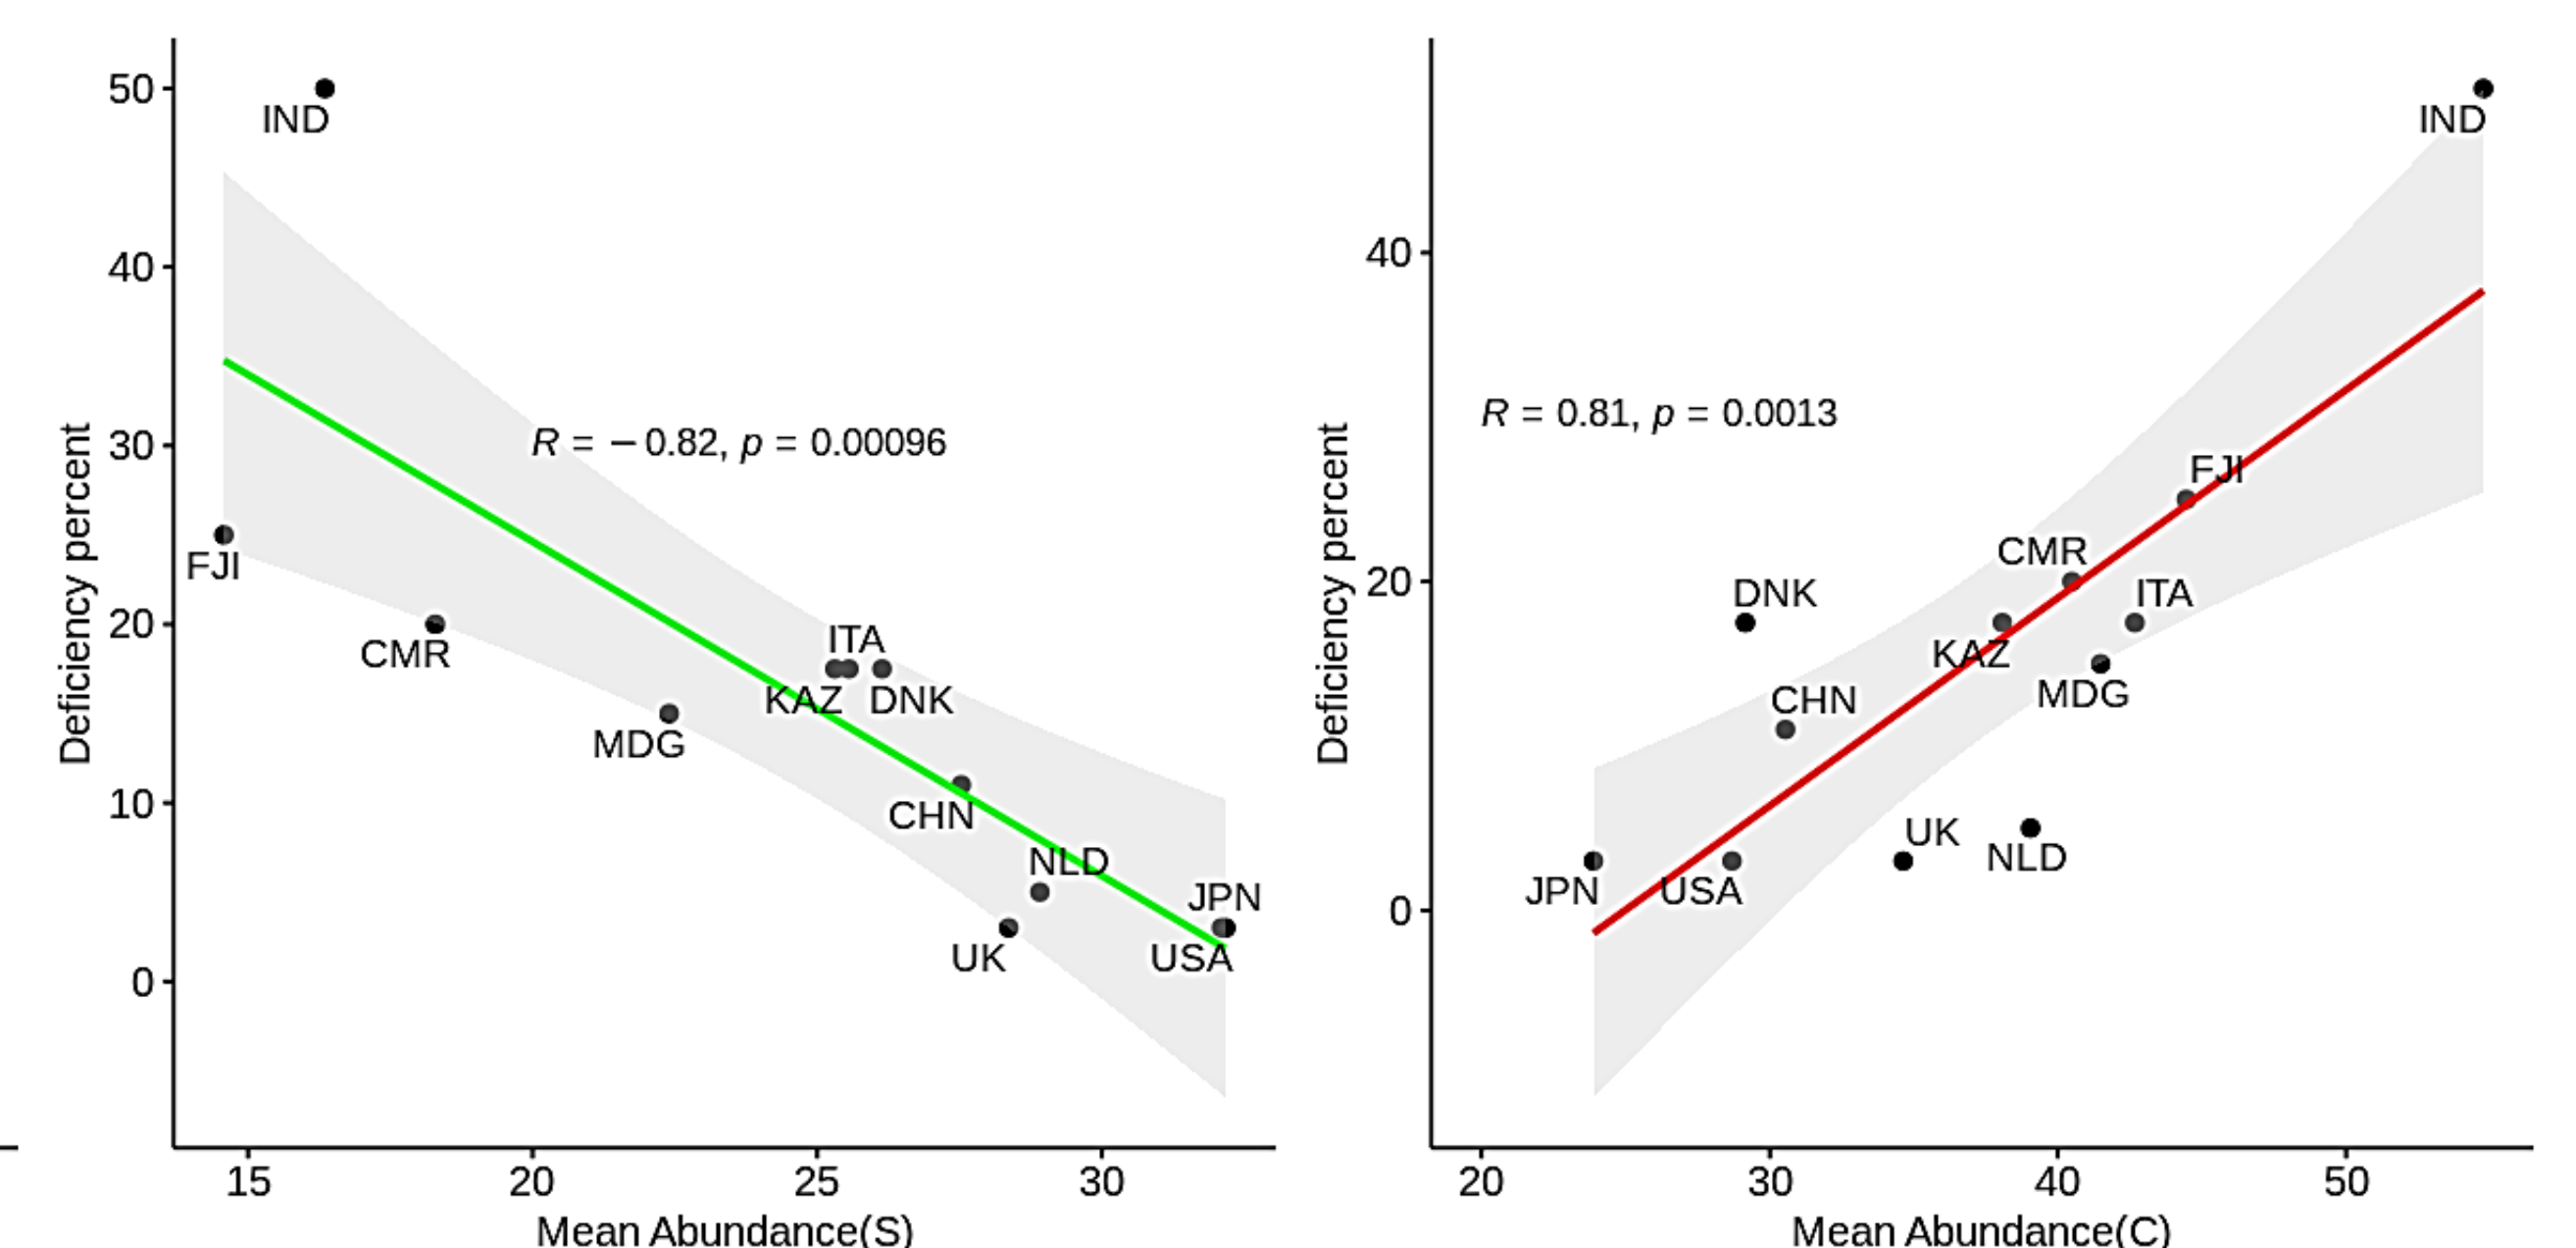 50
IND
40
R = −0.82, p = 0.00096
30
FJI
20
CMR
ITA
KAZ
DNK
MDG
10
CHN
NLD
JPN
UK
USA
0
Deficiency percent
15
20
25
30
Mean Abundance(S)
IND
40
R = 0.81, p = 0.0013
FJI
CMR
20
DNK
ITA
KAZ
MDG
CHN
UK
NLD
JPN
USA
0
Deficiency percent
20
30
40
50
Mean Abundance(C)